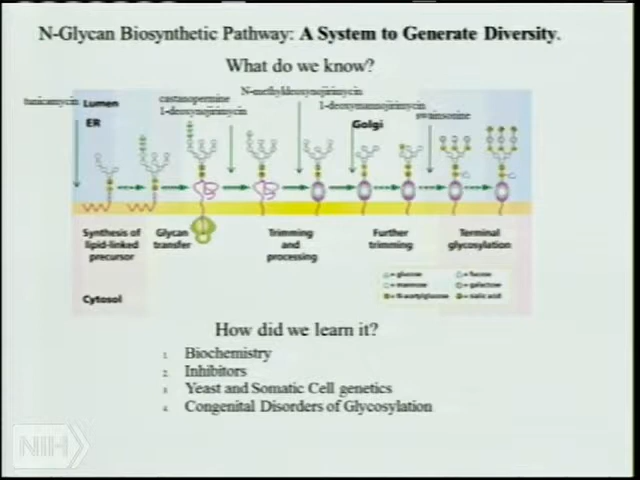 N-Glycan Biosynthetic Pathway: A System to Generate Diversity.
What do we know?
tunicamycin
castanospermine
1-deoxynojirimycin
N-methyldeoxynojirimycin
1-deoxymannojirimycin
swainsonine
Lumen
ER
Golgi
Synthesis of
lipid-linked
precursor
Glycan
transfer
Trimming
and
processing
Further
trimming
Terminal
glycosylation
= glucose
= mannose
= N-acetylglucose
= fucose
= galactose
= sialic acid
Cytosol
How did we learn it?
1. Biochemistry
2. Inhibitors
3. Yeast and Somatic Cell genetics
4. Congenital Disorders of Glycosylation
NIH